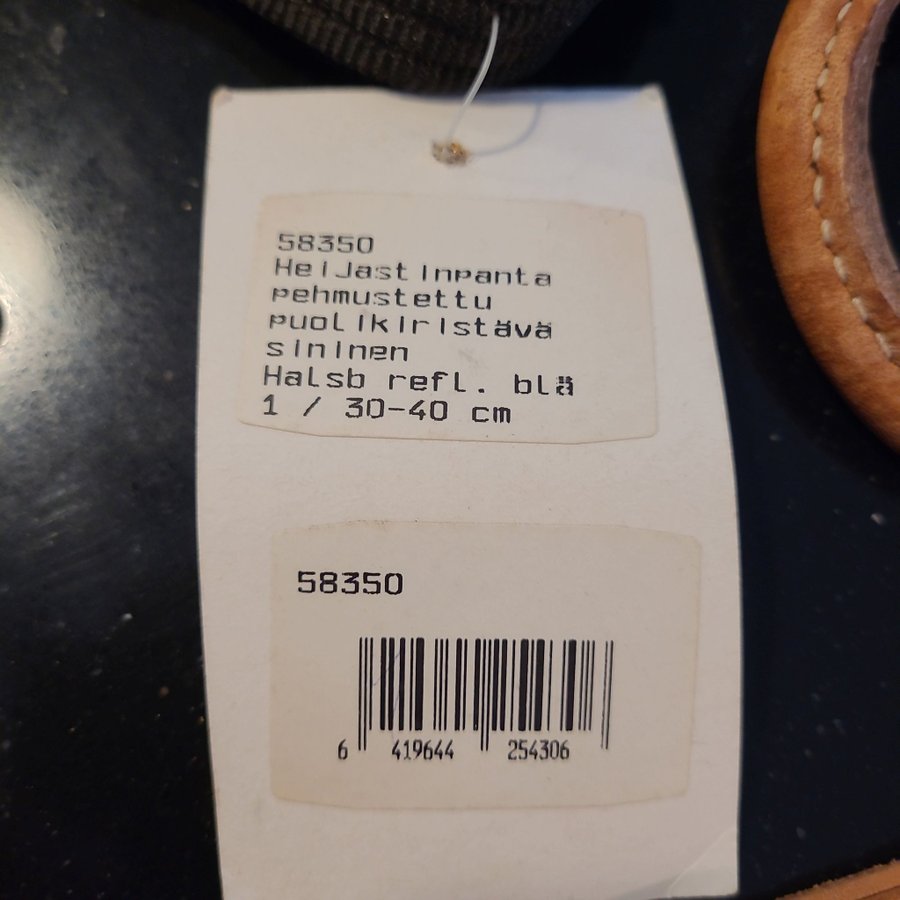 58350
Heijastinpanta
pehmustettu
puolikiristävä
sininen
Halsb refl. blå
1 / 30-40 cm
58350
6 419644 254306